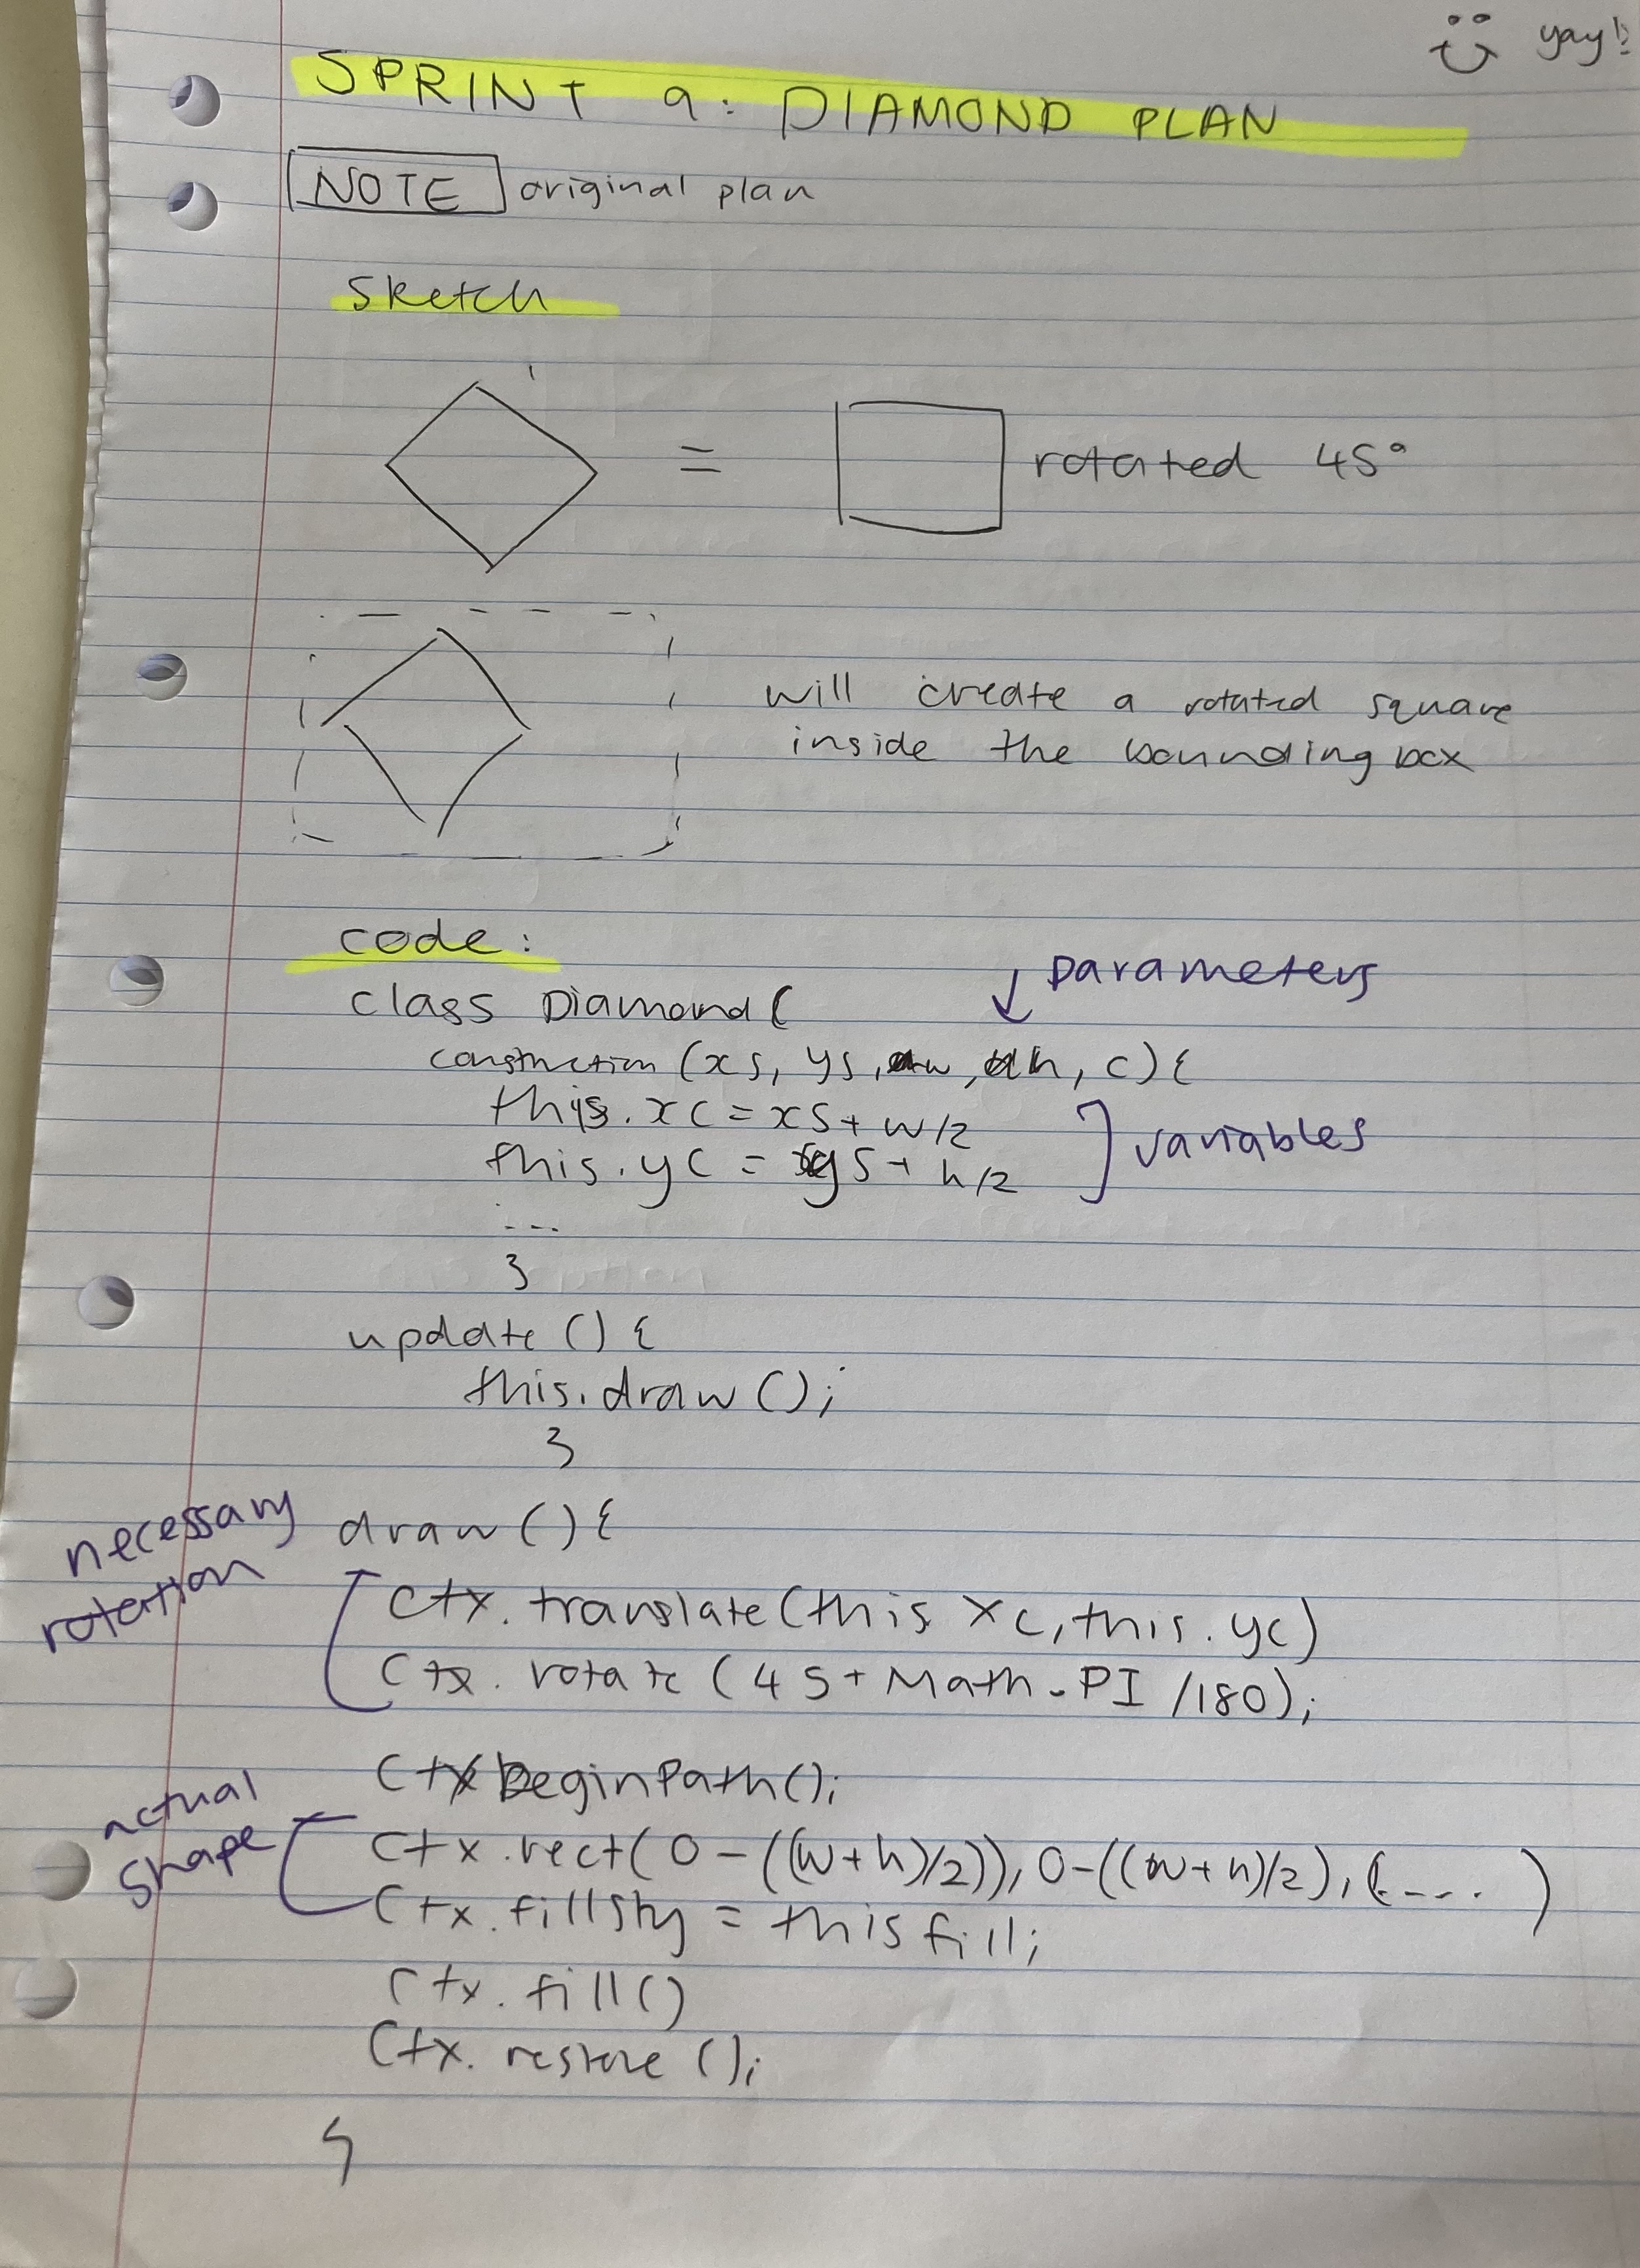 yay!
SPRINT 9: DIAMOND PLAN
NOTE original plan
sketch
= rotated 45°
will create a rotated square
inside the bounding box
code:
parameters
class Diamond {
construction (xs, ys, w, h, c) {
this.xc = xs + w/2
this.yc = ys + h/2
variables
...
}
update () {
this.draw ();
}
necessary
rotation
draw () {
ctx.translate (this xc, this.yc)
ctx.rotate (45 + Math.PI /180);
ctx beginPath();
actual
shape
ctx.rect( 0 - ((w+h)/2)), 0-((w+h)/2), (.... )
ctx.fillSty = this fill;
ctx.fill()
ctx.restore ();
}